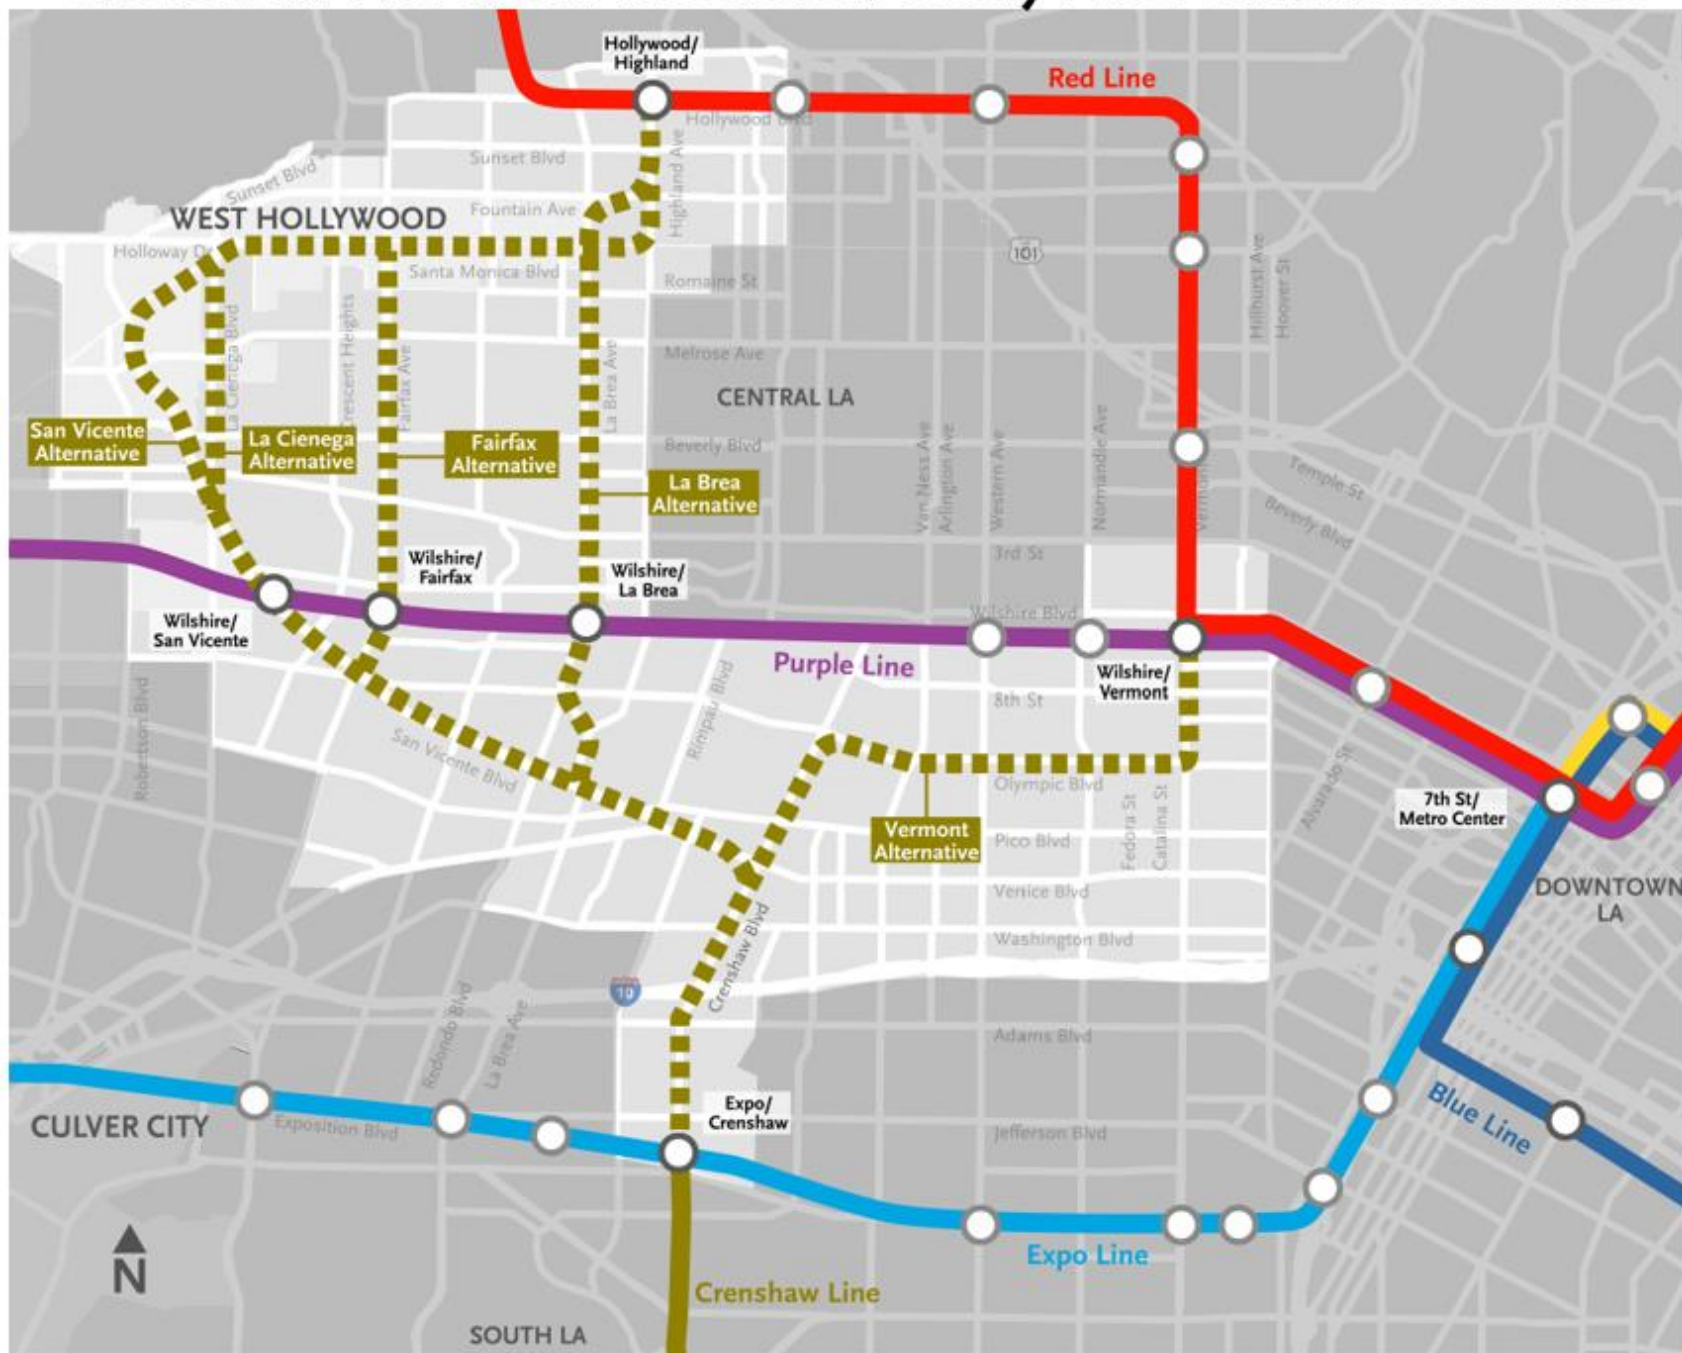 Hollywood/
Highland
Red Line
Hollywood Blvd
Sunset Blvd
Sunset Blvd
Highland Ave
WEST HOLLYWOOD
Fountain Ave
Holloway Dr
Santa Monica Blvd
101
Romaine St
Hillhurst Ave
Hoover St
La Cienega Blvd
Crescent Heights
Fairfax Ave
La Brea Ave
Melrose Ave
CENTRAL LA
San Vicente
Alternative
La Cienega
Alternative
Fairfax
Alternative
Beverly Blvd
La Brea
Alternative
Van Ness Ave
Arlington Ave
Western Ave
Normandie Ave
Vermont
Temple St
Beverly Blvd
3rd St
Wilshire/
Fairfax
Wilshire/
La Brea
Wilshire Blvd
Wilshire/
San Vicente
Purple Line
Wilshire/
Vermont
8th St
Robertson Blvd
San Vicente Blvd
Rimpau Blvd
Olympic Blvd
Alvarado St
7th St/
Metro Center
Vermont
Alternative
Pico Blvd
Fedora St
Catalina St
Venice Blvd
DOWNTOWN
LA
Crenshaw Blvd
Washington Blvd
10
Redondo Blvd
La Brea Ave
Adams Blvd
Expo/
Crenshaw
CULVER CITY
Exposition Blvd
Jefferson Blvd
Blue Line
N
Expo Line
Crenshaw Line
SOUTH LA